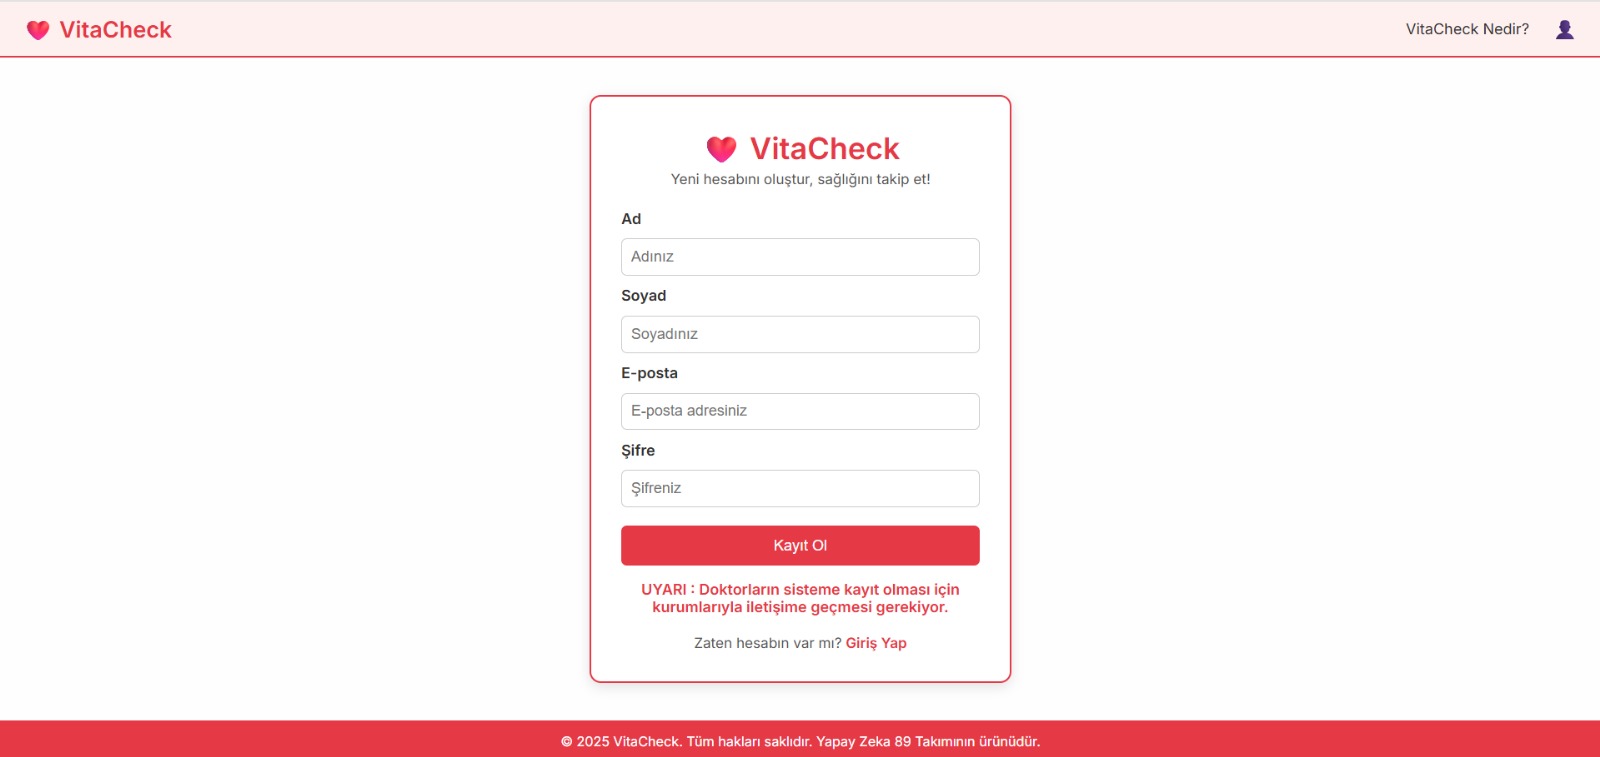 VitaCheck
VitaCheck Nedir?
VitaCheck
Yeni hesabını oluştur, sağlığını takip et!
Ad
Adınız
Soyad
Soyadınız
E-posta
E-posta adresiniz
Şifre
Şifreniz
Kayıt Ol
UYARI : Doktorların sisteme kayıt olması için
kurumlarıyla iletişime geçmesi gerekiyor.
Zaten hesabın var mı? Giriş Yap
© 2025 VitaCheck. Tüm hakları saklıdır. Yapay Zeka 89 Takımının ürünüdür.